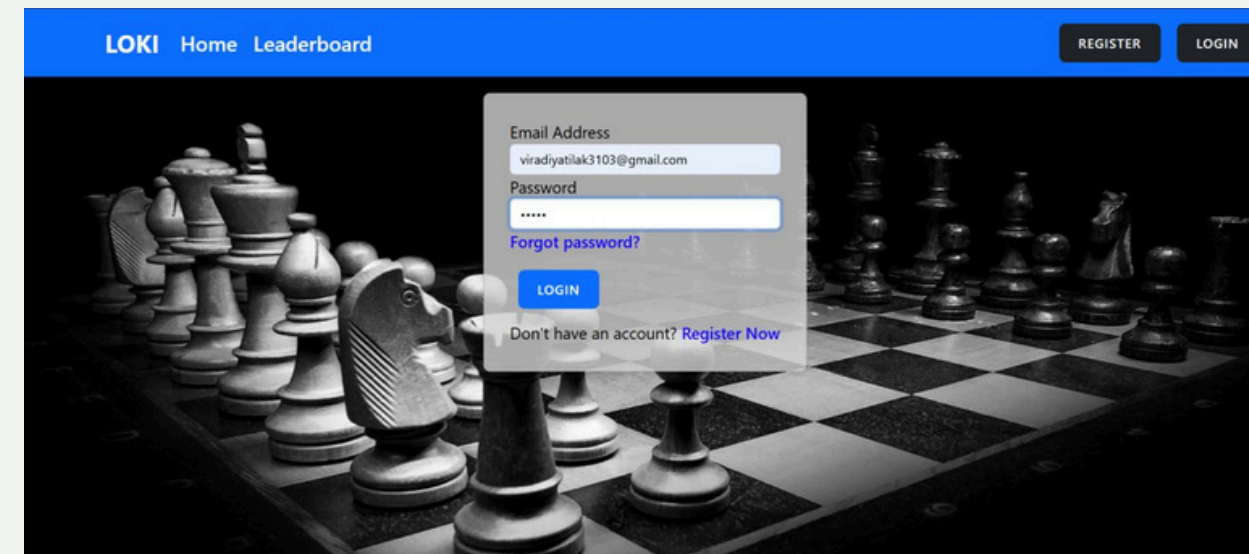 LOKI Home Leaderboard REGISTER LOGIN
Email Address
viradiyatilak3103@gmail.com
Password
•••••
Forgot password?
LOGIN
Don't have an account? Register Now